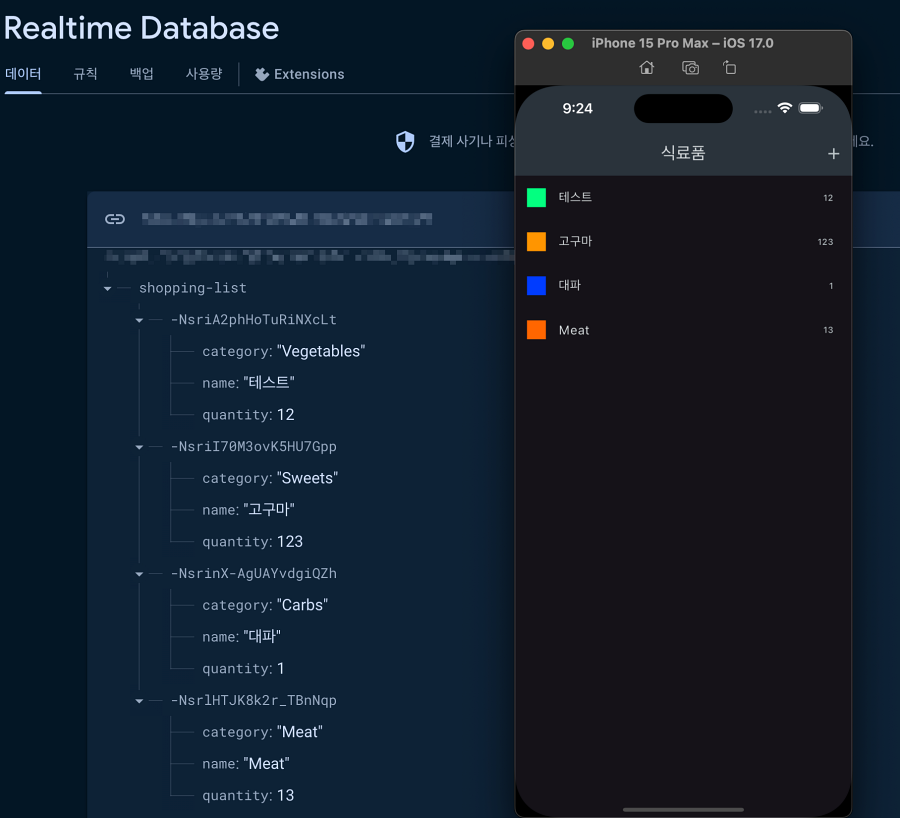 Realtime Database
데이터 규칙 백업 사용량 Extensions
결제 사기나 피싱
요.
shopping-list
-NsriA2phHoTuRiNXcLt
category: "Vegetables"
name: "테스트"
quantity: 12
-NsriI70M3ovK5HU7Gpp
category: "Sweets"
name: "고구마"
quantity: 123
-NsrinX-AgUAYvdgiQZh
category: "Carbs"
name: "대파"
quantity: 1
-NsrlHTJK8k2r_TBnNqp
category: "Meat"
name: "Meat"
quantity: 13
iPhone 15 Pro Max – iOS 17.0
9:24
식료품 +
테스트 12
고구마 123
대파 1
Meat 13